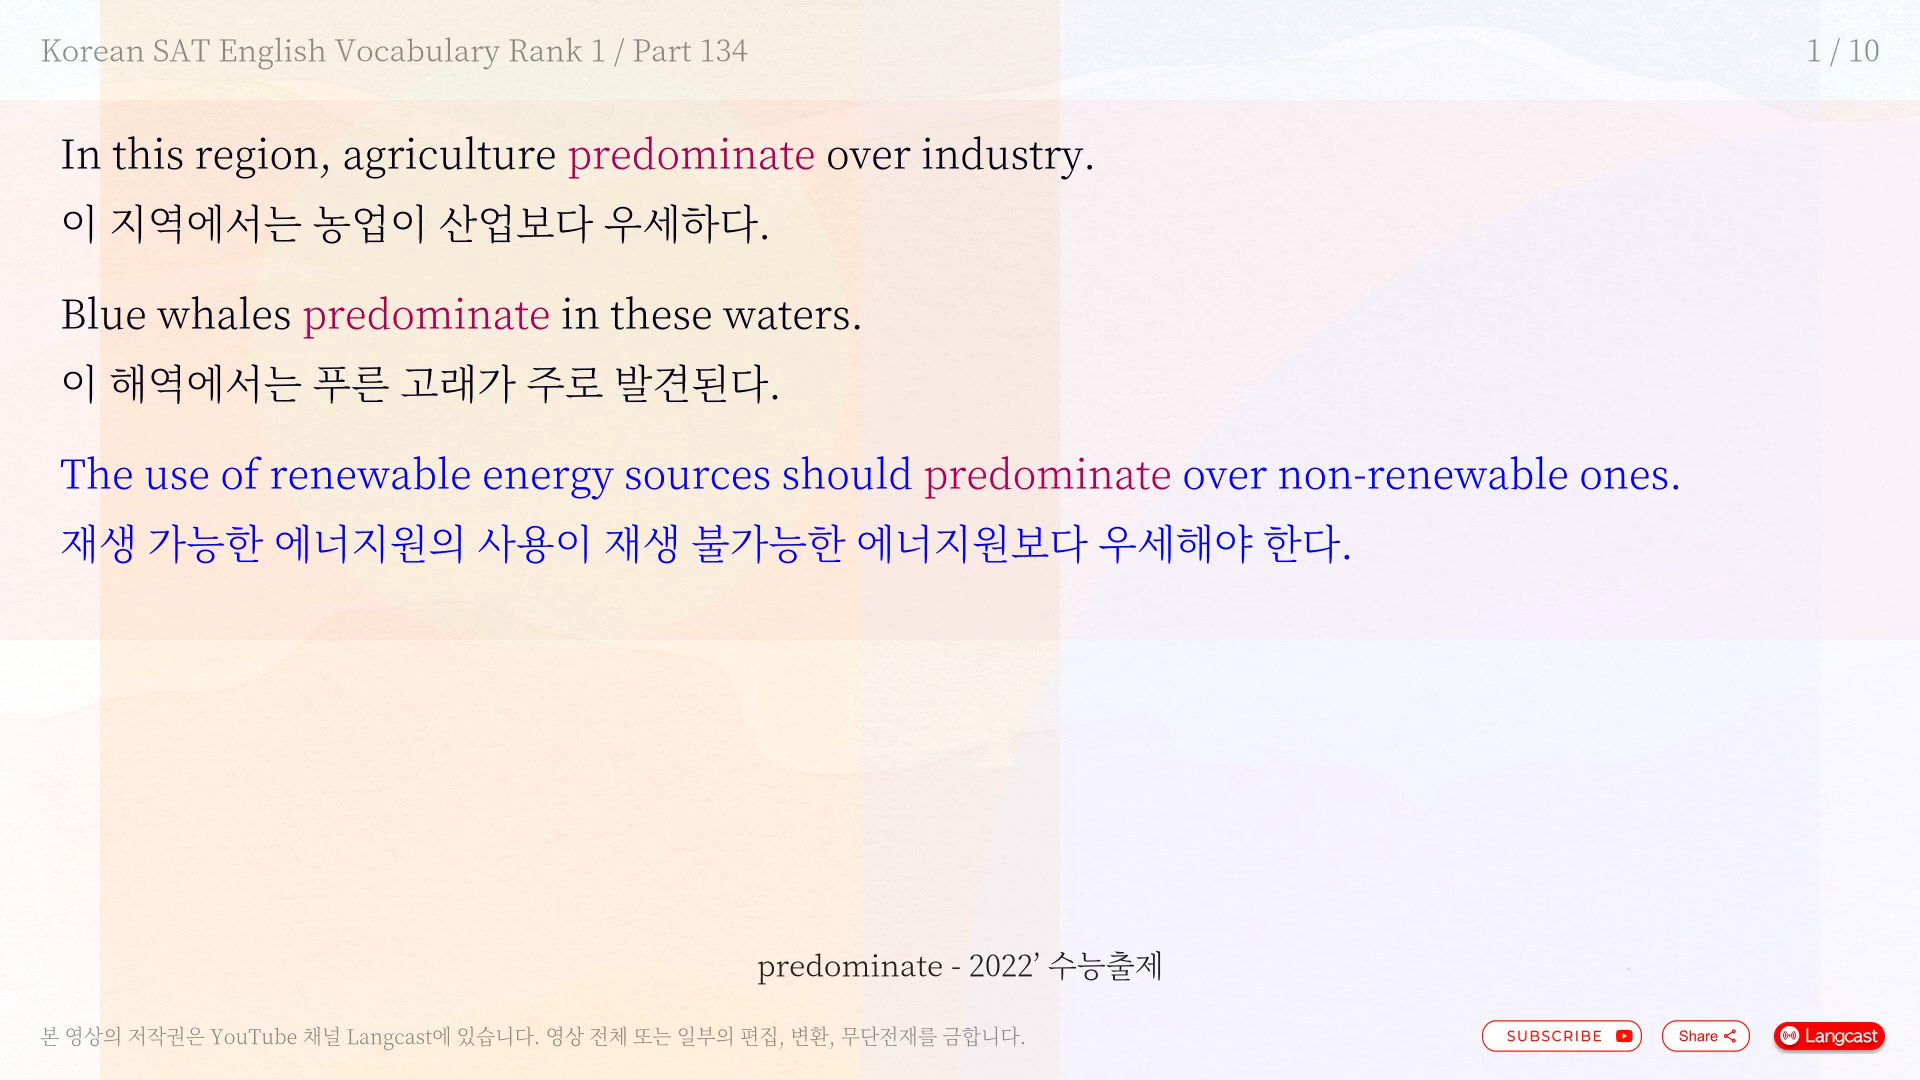 Korean SAT English Vocabulary Rank 1 / Part 134
1 / 10
In this region, agriculture predominate over industry.
이 지역에서는 농업이 산업보다 우세하다.
Blue whales predominate in these waters.
이 해역에서는 푸른 고래가 주로 발견된다.
The use of renewable energy sources should predominate over non-renewable ones.
재생 가능한 에너지원의 사용이 재생 불가능한 에너지원보다 우세해야 한다.
predominate - 2022’ 수능출제
본 영상의 저작권은 YouTube 채널 Langcast에 있습니다. 영상 전체 또는 일부의 편집, 변환, 무단전재를 금합니다.
SUBSCRIBE
Share
Langcast